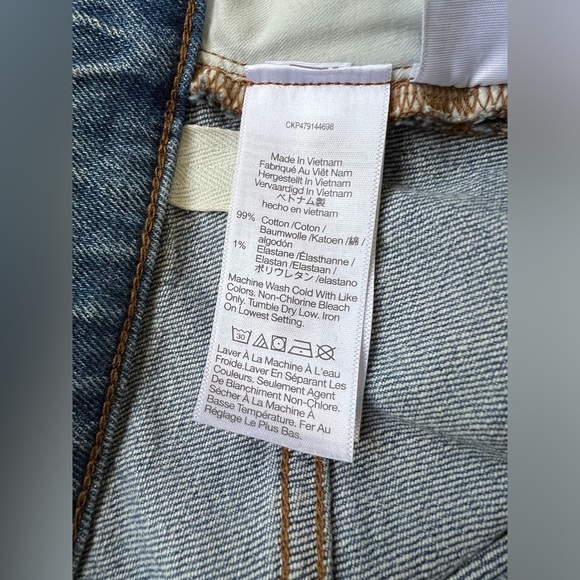 CKP479144698
Made In Vietnam
Fabriqué Au Việt Nam
Hergestellt In Vietnam
Vervaardigd In Vietnam
ベトナム製
hecho en vietnam
99% Cotton /Coton /
Baumwolle /Katoen /綿 /
algodón
1% Elastane /Élasthanne /
Elastan /Elastaan /
ポリウレタン /elastano
Machine Wash Cold With Like
Colors. Non-Chlorine Bleach
Only. Tumble Dry Low. Iron
On Lowest Setting.
30
Laver À La Machine À L'eau
Froide.Laver En Séparant Les
Couleurs. Seulement Agent
De Blanchiment Non-Chlore.
Sécher À La Machine À
Basse Température. Fer Au
Réglage Le Plus Bas.